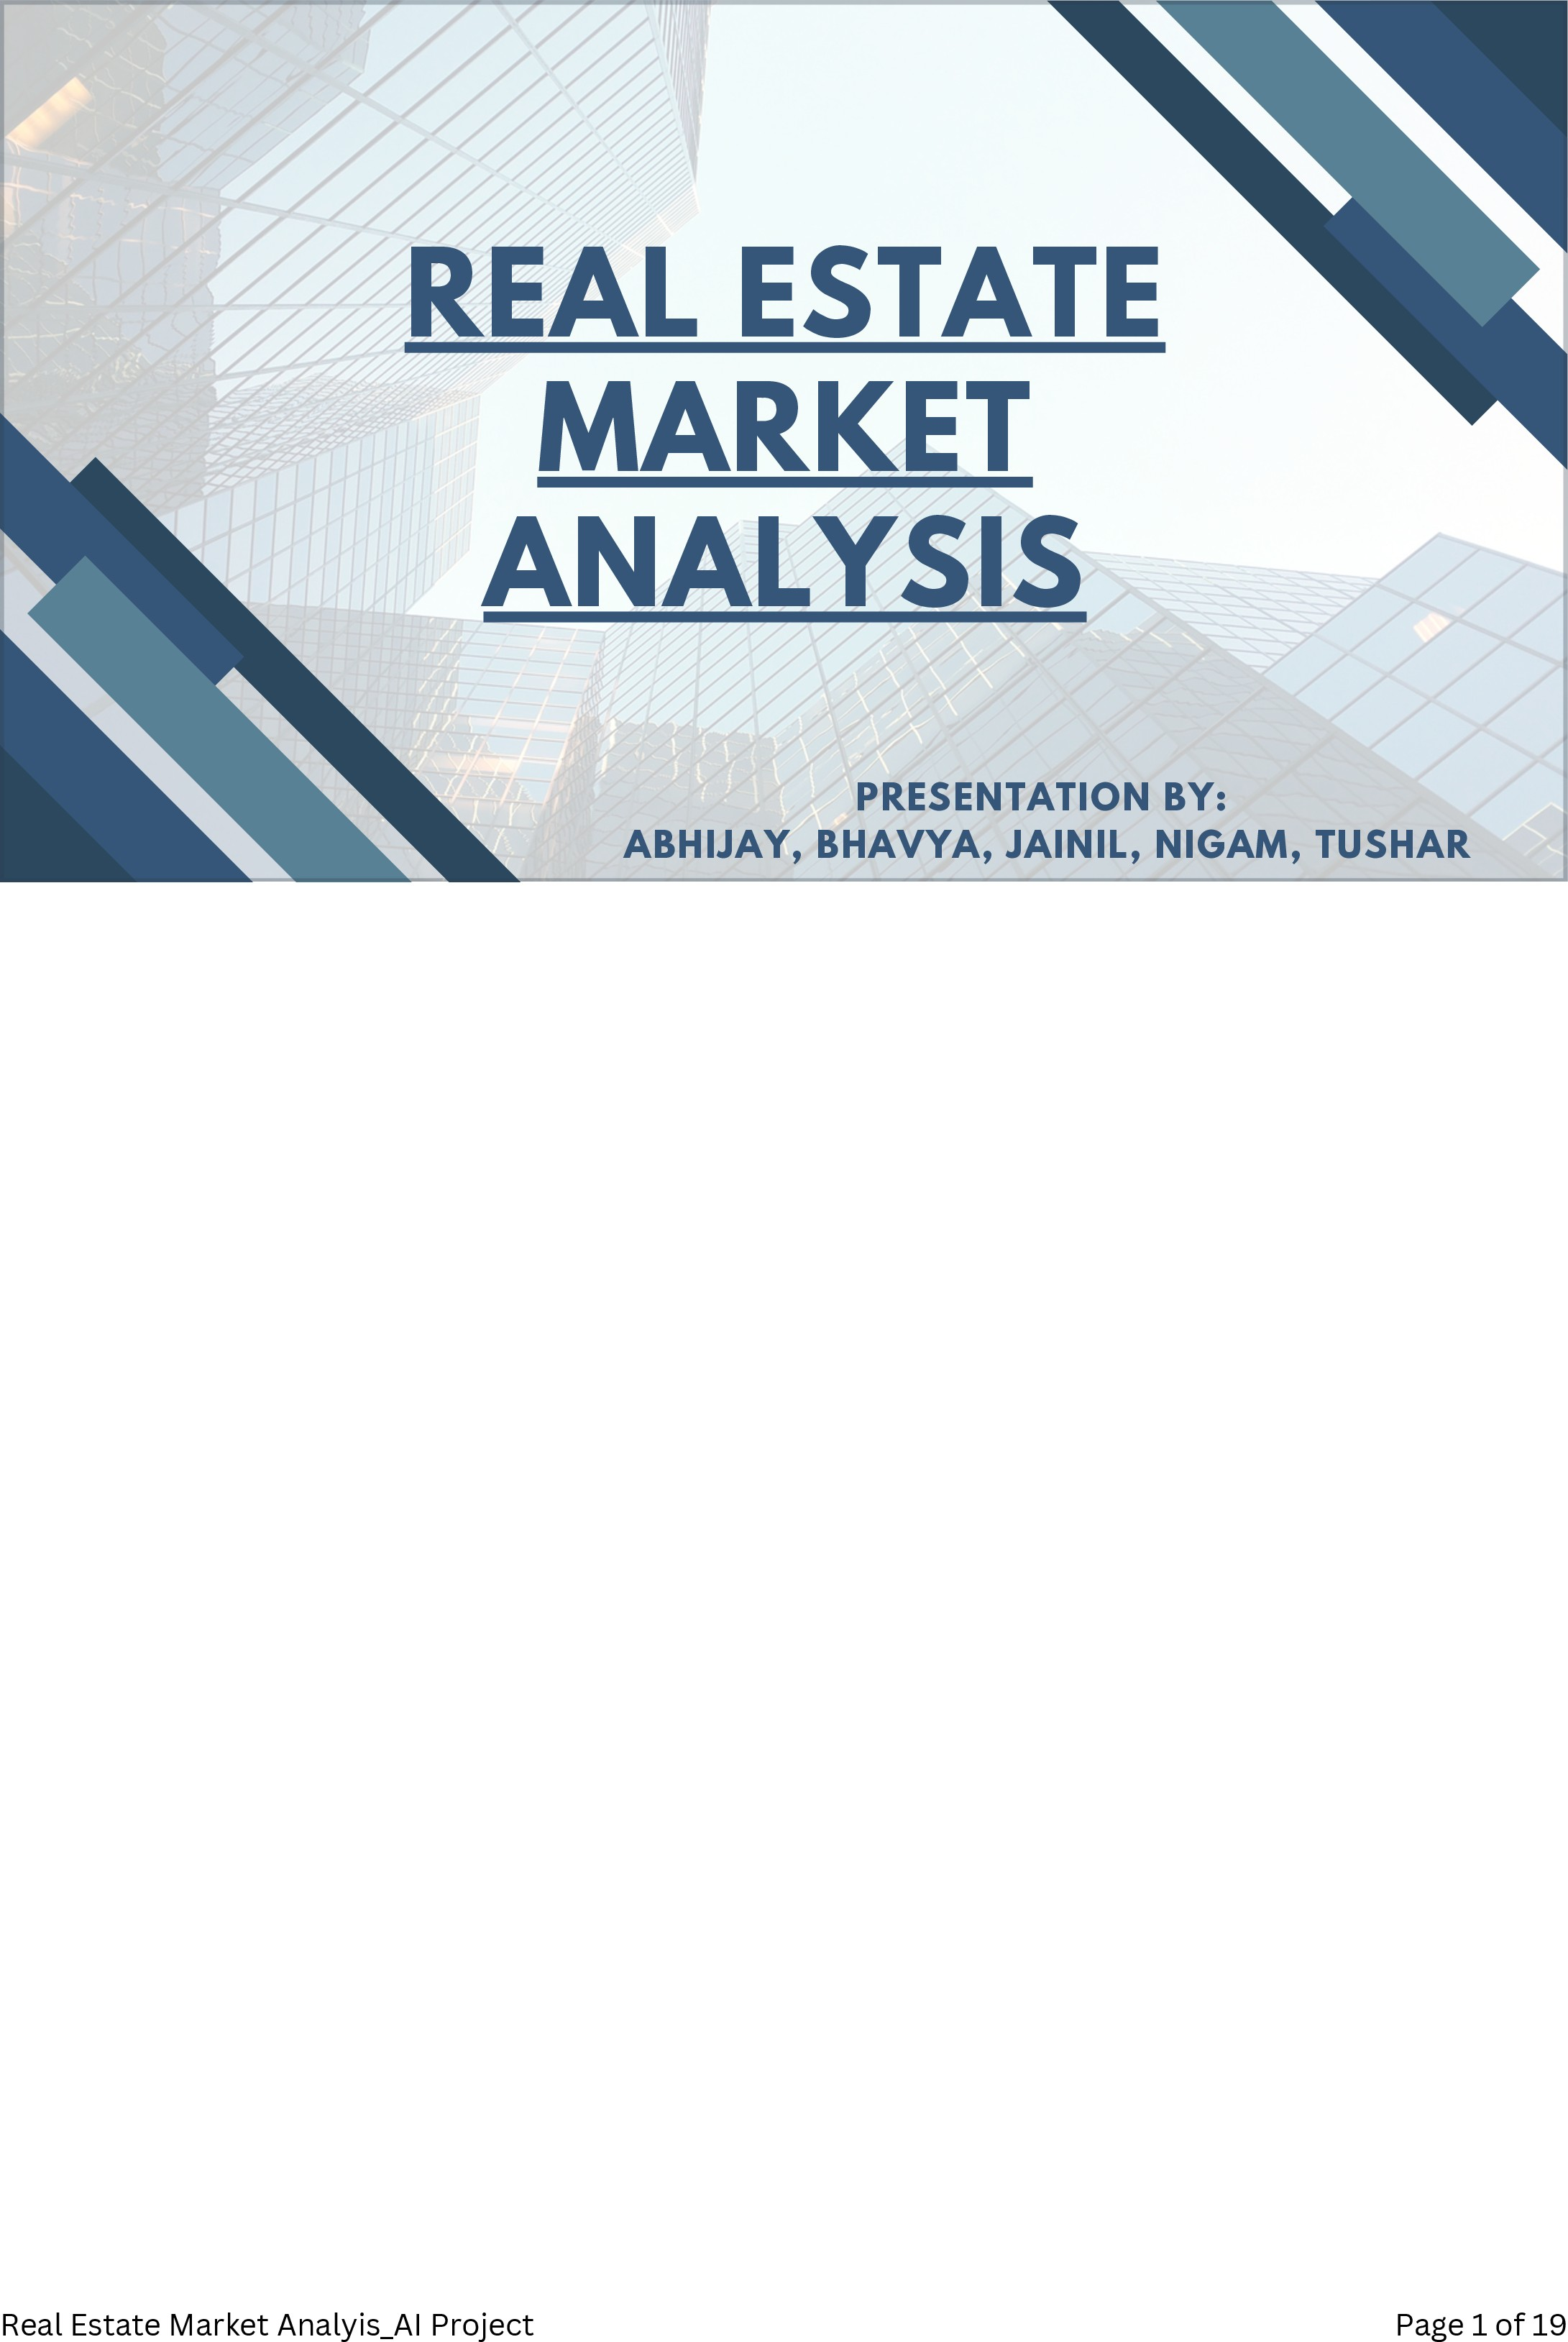 REAL ESTATE
MARKET
ANALYSIS
PRESENTATION BY:
ABHIJAY, BHAVYA, JAINIL, NIGAM, TUSHAR
Real Estate Market Analyis_AI Project
Page 1 of 19